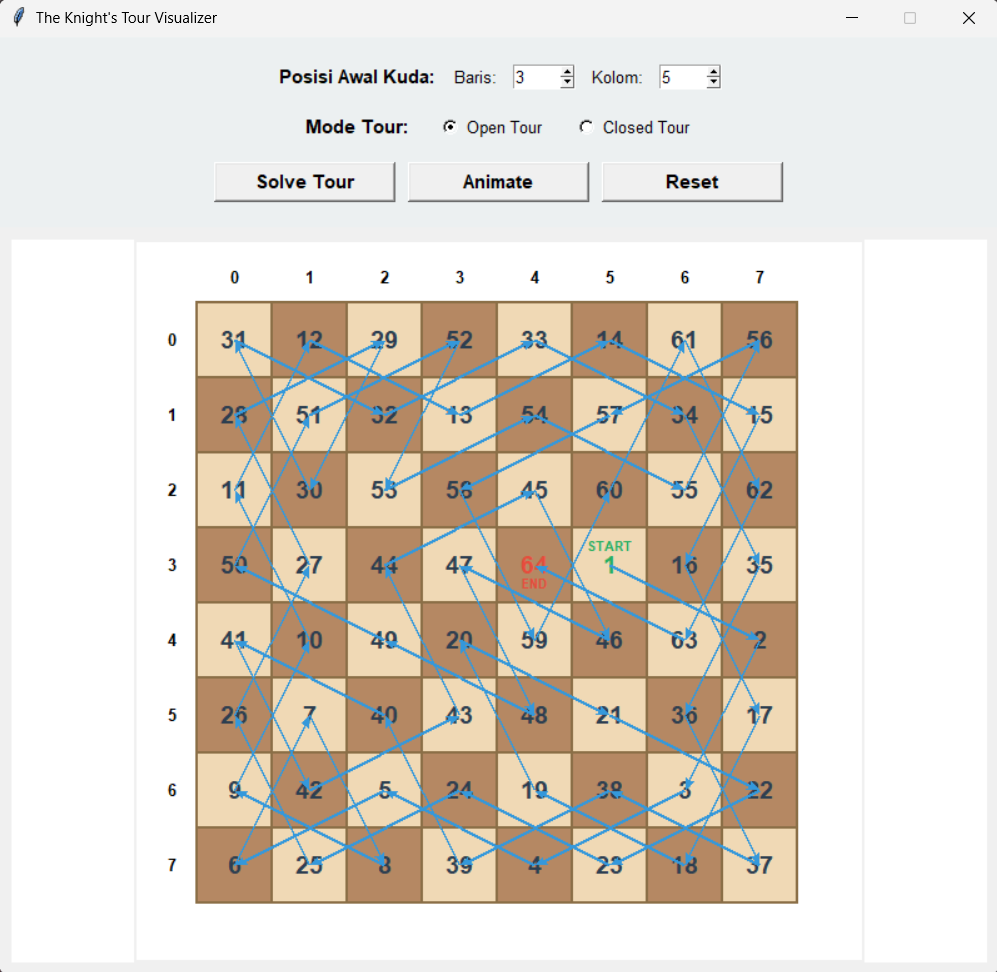 The Knight's Tour Visualizer
Posisi Awal Kuda: Baris: 3 Kolom: 5
Mode Tour: Open Tour Closed Tour
Solve Tour Animate Reset
0 1 2 3 4 5 6 7
0 31 12 29 52 33 14 61 56
1 28 51 32 13 54 57 34 15
2 11 30 53 58 45 60 55 62
START
3 50 27 44 47 64 1 16 35
END
4 41 10 49 20 59 46 63 2
5 26 7 40 43 48 21 36 17
6 9 42 5 24 19 38 3 22
7 6 25 8 39 4 23 18 37